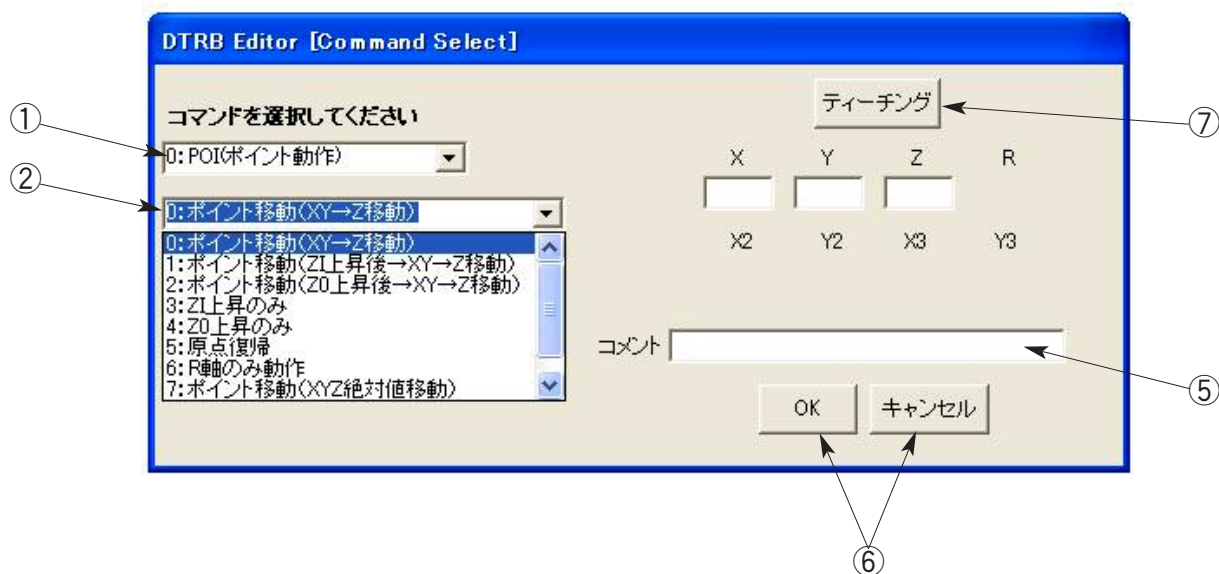 DTRB Editor [Command Select]
コマンドを選択してください
① 0:POI(ポイント動作)
② 0:ポイント移動(XY→Z移動)
0:ポイント移動(XY→Z移動)
1:ポイント移動(ZI上昇後→XY→Z移動)
2:ポイント移動(Z0上昇後→XY→Z移動)
3:ZI上昇のみ
4:Z0上昇のみ
5:原点復帰
6:R軸のみ動作
7:ポイント移動(XYZ絶対値移動)
ティーチング ⑦
X Y Z R
X2 Y2 X3 Y3
コメント ⑤
OK キャンセル
⑥